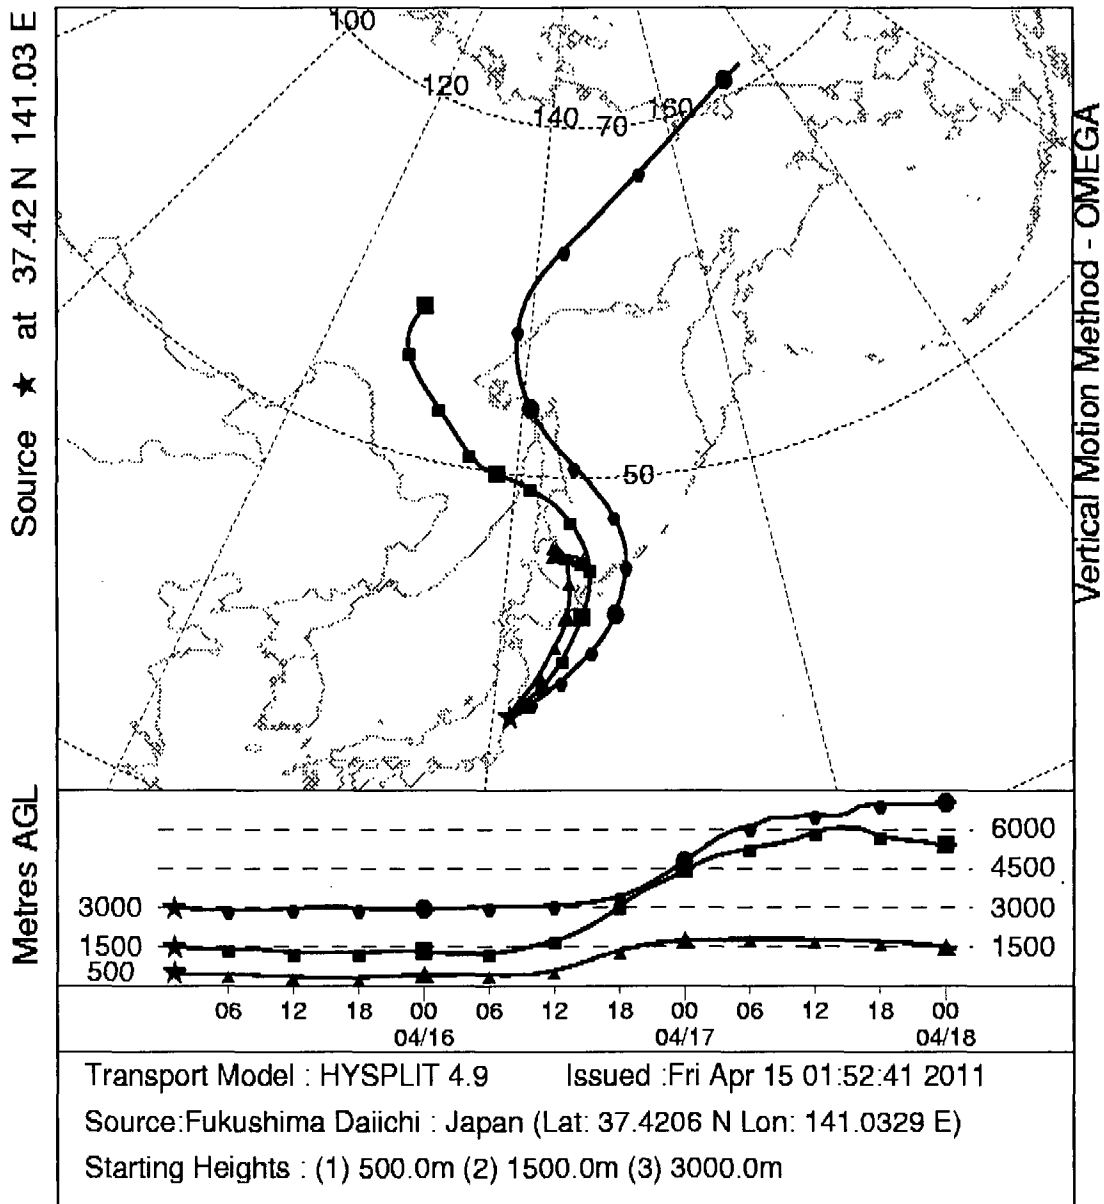 Source ★ at 37.42 N 141.03 E
100
120
140
70
160
50
Vertical Motion Method - OMEGA
Metres AGL
3000
1500
500
6000
4500
3000
1500
06 12 18 00 06 12 18 00 06 12 18 00
04/16 04/17 04/18
Transport Model : HYSPLIT 4.9 Issued :Fri Apr 15 01:52:41 2011
Source:Fukushima Daiichi : Japan (Lat: 37.4206 N Lon: 141.0329 E)
Starting Heights : (1) 500.0m (2) 1500.0m (3) 3000.0m